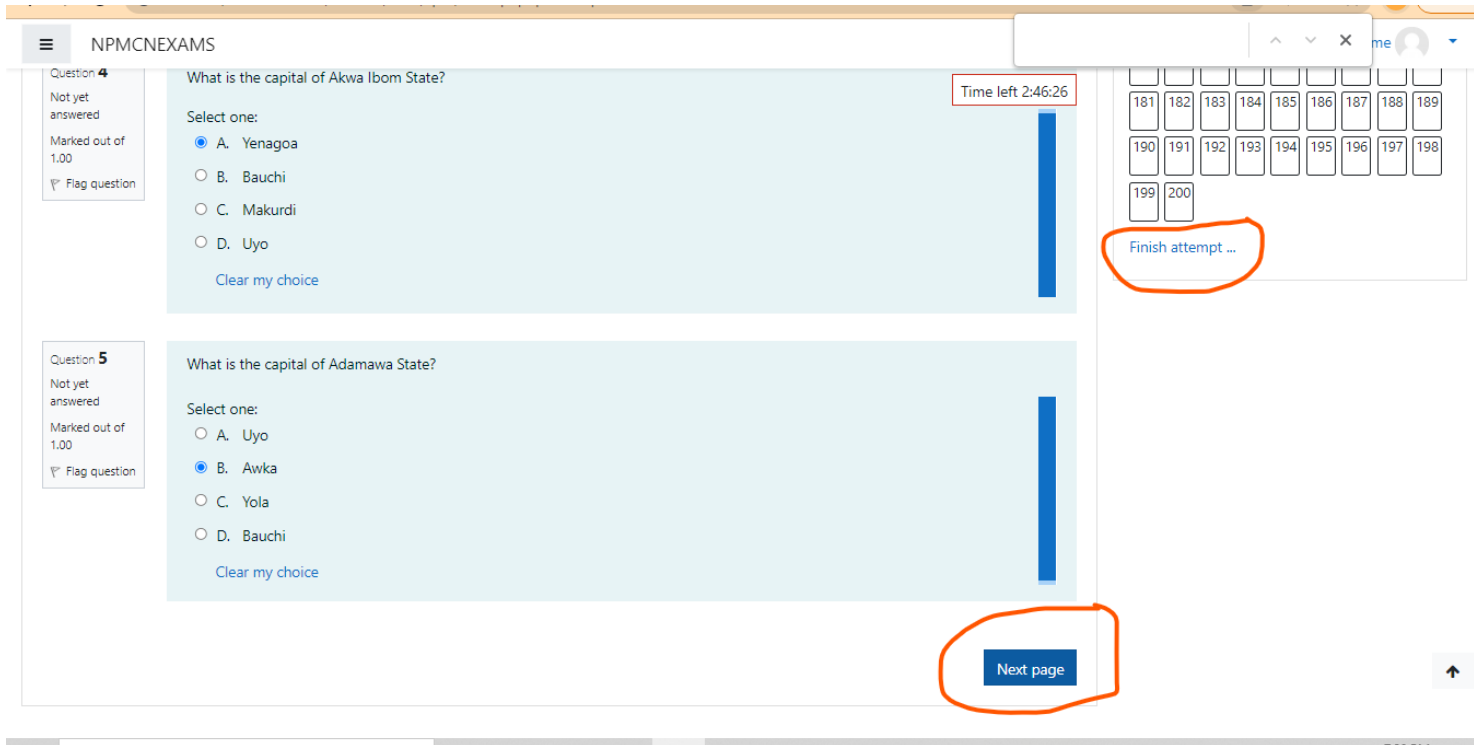 NPMCNEXAMS
me
Question 4
Not yet
answered
Marked out of
1.00
Flag question
What is the capital of Akwa Ibom State?
Time left 2:46:26
Select one:
A. Yenagoa
B. Bauchi
C. Makurdi
D. Uyo
Clear my choice
181 182 183 184 185 186 187 188 189
190 191 192 193 194 195 196 197 198
199 200
Finish attempt ...
Question 5
Not yet
answered
Marked out of
1.00
Flag question
What is the capital of Adamawa State?
Select one:
A. Uyo
B. Awka
C. Yola
D. Bauchi
Clear my choice
Next page